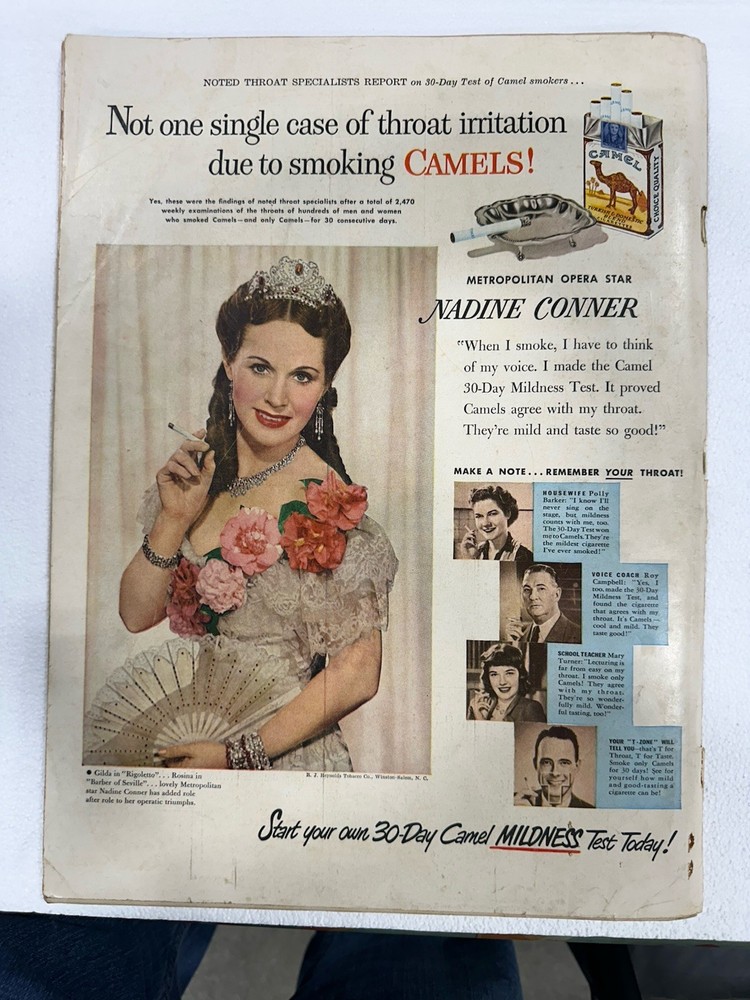 NOTED THROAT SPECIALISTS REPORT on 30-Day Test of Camel smokers...
Not one single case of throat irritation
due to smoking CAMELS!
Yes, these were the findings of noted throat specialists after a total of 2,470
weekly examinations of the throats of hundreds of men and women
who smoked Camels—and only Camels—for 30 consecutive days.
CAMEL
TURKISH & DOMESTIC
BLEND
CIGARETTES
CHOICE QUALITY
METROPOLITAN OPERA STAR
NADINE CONNER
"When I smoke, I have to think
of my voice. I made the Camel
30-Day Mildness Test. It proved
Camels agree with my throat.
They're mild and taste so good!"
MAKE A NOTE...REMEMBER YOUR THROAT!
HOUSEWIFE Polly
Barker: "I know I'll
never sing on the
stage, but mildness
counts with me, too.
The 30-Day Test won
me to Camels. They're
the mildest cigarette
I've ever smoked!"
VOICE COACH Roy
Campbell: "Yes, I
too, made the 30-Day
Mildness Test, and
found the cigarette
that agrees with my
throat. It's Camels—
cool and mild. They
taste good!"
SCHOOL TEACHER Mary
Turner: "Lecturing is
far from easy on my
throat. I smoke only
Camels! They agree
with my throat.
They're so wonder-
fully mild. Wonder-
ful tasting, too!"
YOUR "T-ZONE" WILL
TELL YOU—that's T for
Throat, T for Taste.
Smoke only Camels
for 30 days! See for
yourself how mild
and good-tasting a
cigarette can be!
● Gilda in "Rigoletto"... Rosina in
"Barber of Seville"... lovely Metropolitan
star Nadine Conner has added role
after role to her operatic triumphs.
R. J. Reynolds Tobacco Co., Winston-Salem, N. C.
Start your own 30-Day Camel MILDNESS Test Today!